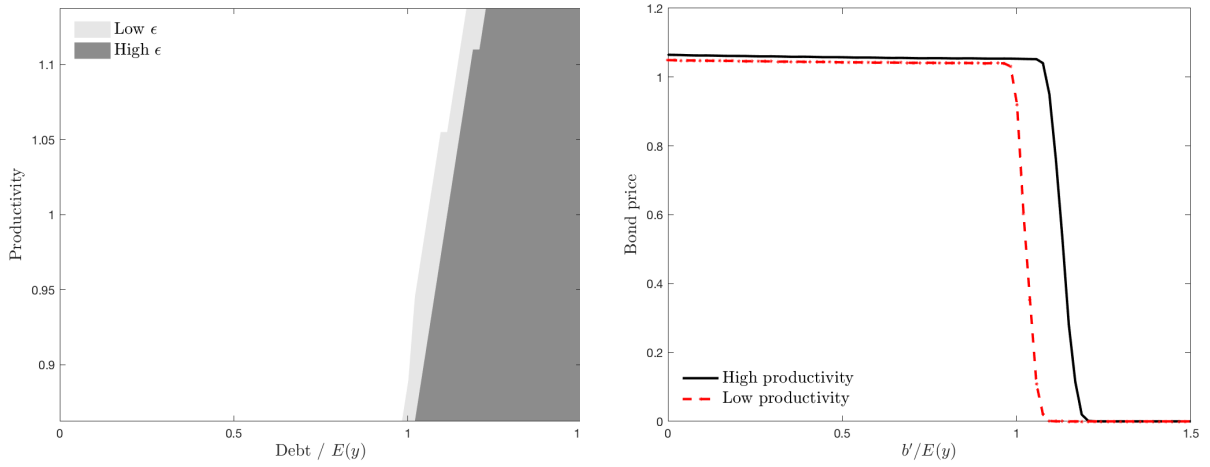 Low ϵ
High ϵ
1.1
1.05
1
0.95
0.9
Productivity
0
0.5
1
1
Debt / E(y)
1.2
1
0.8
0.6
0.4
0.2
0
Bond price
High productivity
Low productivity
0
0.5
1
1.5
b′/E(y)